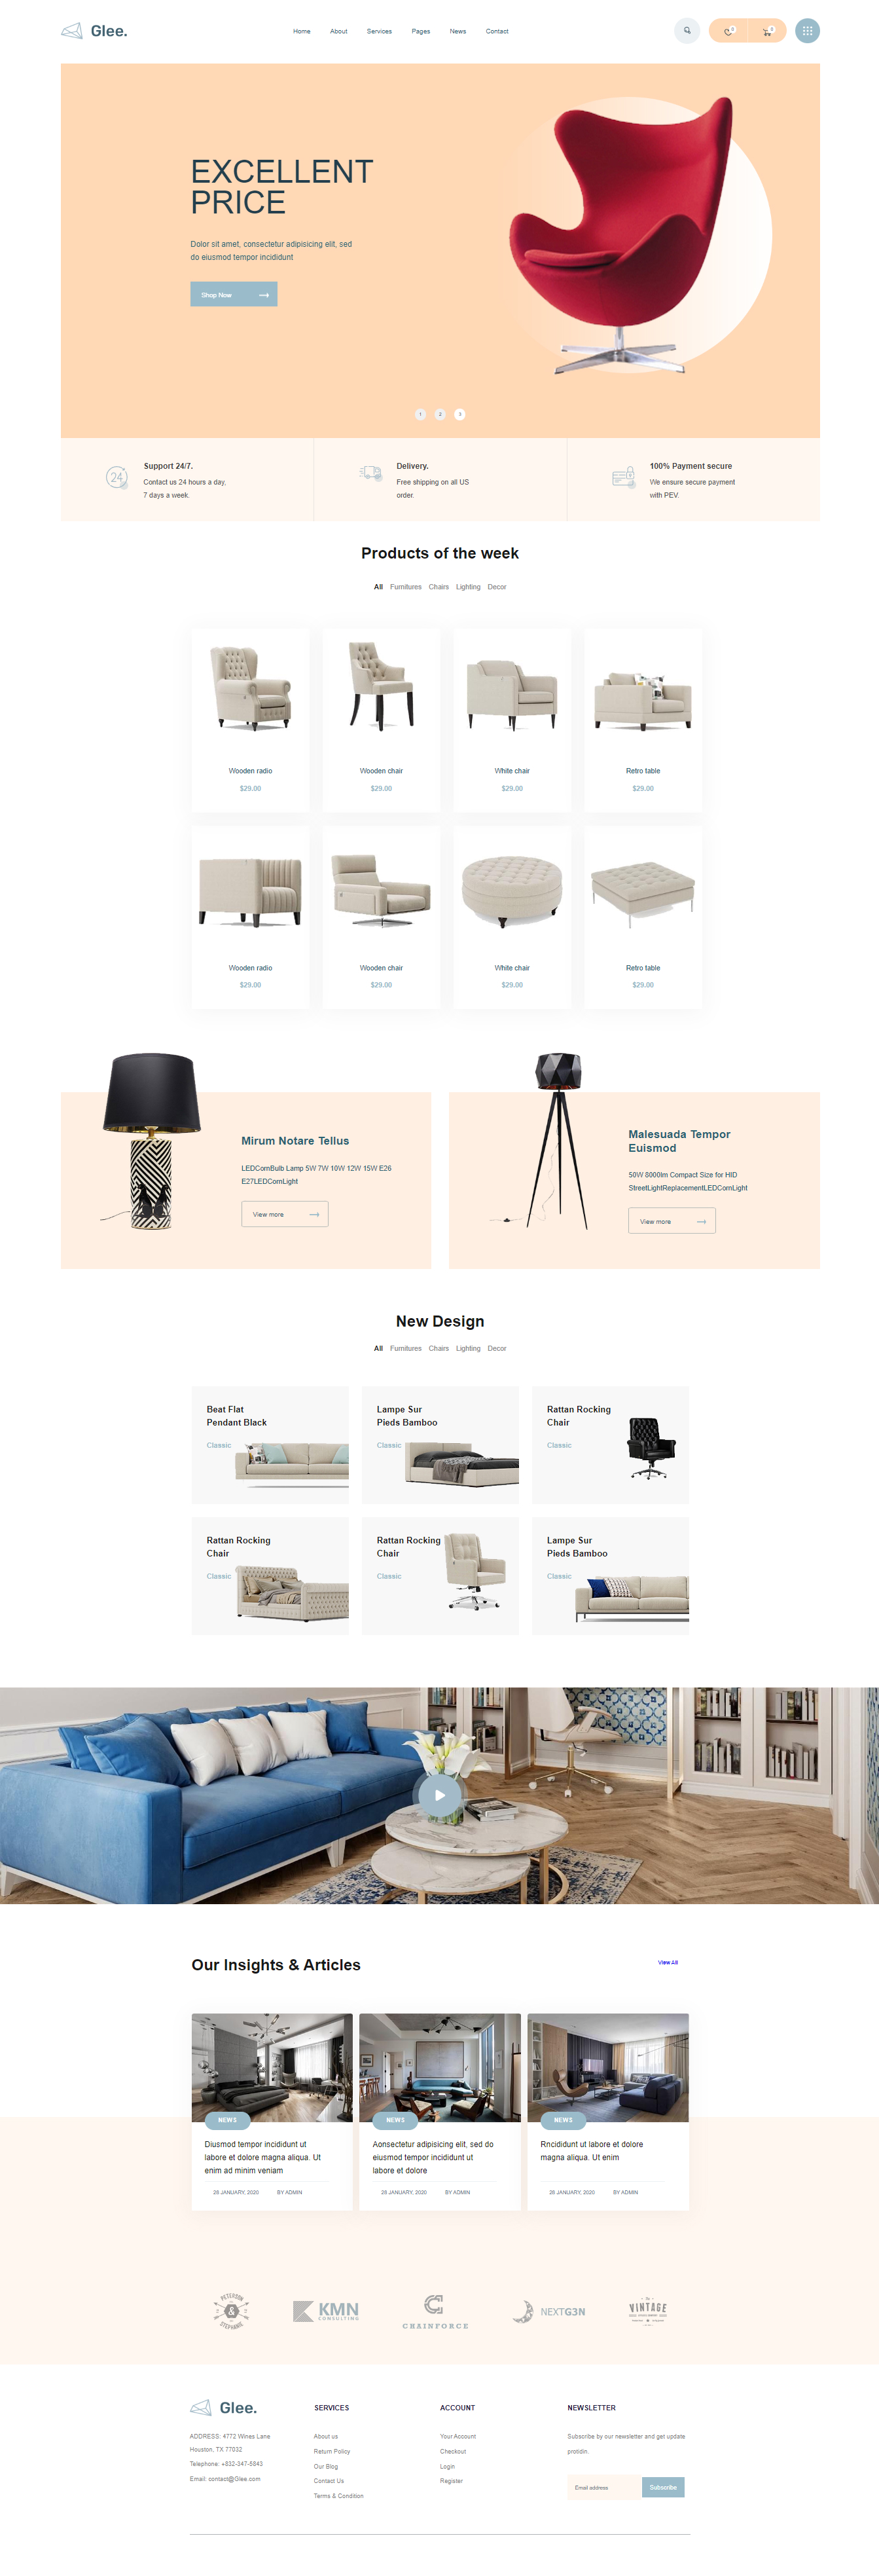 Glee.
Home About Services Pages News Contact
0 0
EXCELLENT
PRICE
Dolor sit amet, consectetur adipisicing elit, sed
do eiusmod tempor incididunt
Shop Now
1 2 3
24
Support 24/7.
Contact us 24 hours a day,
7 days a week.
Delivery.
Free shipping on all US
order.
100% Payment secure
We ensure secure payment
with PEV.
Products of the week
All Furnitures Chairs Lighting Decor
Wooden radio
$29.00
Wooden chair
$29.00
White chair
$29.00
Retro table
$29.00
Wooden radio
$29.00
Wooden chair
$29.00
White chair
$29.00
Retro table
$29.00
Mirum Notare Tellus
LEDCornBulb Lamp 5W 7W 10W 12W 15W E26
E27LEDCornLight
View more
Malesuada Tempor
Euismod
50W 8000lm Compact Size for HID
StreetLightReplacementLEDCornLight
View more
New Design
All Furnitures Chairs Lighting Decor
Beat Flat
Pendant Black
Classic
Lampe Sur
Pieds Bamboo
Classic
Rattan Rocking
Chair
Classic
Rattan Rocking
Chair
Classic
Rattan Rocking
Chair
Classic
Lampe Sur
Pieds Bamboo
Classic
Our Insights & Articles
View All
NEWS
Diusmod tempor incididunt ut
labore et dolore magna aliqua. Ut
enim ad minim veniam
28 JANUARY, 2020 BY ADMIN
NEWS
Aonsectetur adipisicing elit, sed do
eiusmod tempor incididunt ut
labore et dolore
28 JANUARY, 2020 BY ADMIN
NEWS
Rncididunt ut labore et dolore
magna aliqua. Ut enim
28 JANUARY, 2020 BY ADMIN
PETERSON
&
STEPHANIE
KMN
CONSULTING
CHAINFORCE
NEXTG3N
The
VINTAGE
Glee.
ADDRESS: 4772 Wines Lane
Houston, TX 77032
Telephone: +832-347-5843
Email: contact@Glee.com
SERVICES
About us
Return Policy
Our Blog
Contact Us
Terms & Condition
ACCOUNT
Your Account
Checkout
Login
Register
NEWSLETTER
Subscribe by our newsletter and get update
protidin.
Email address
Subscribe